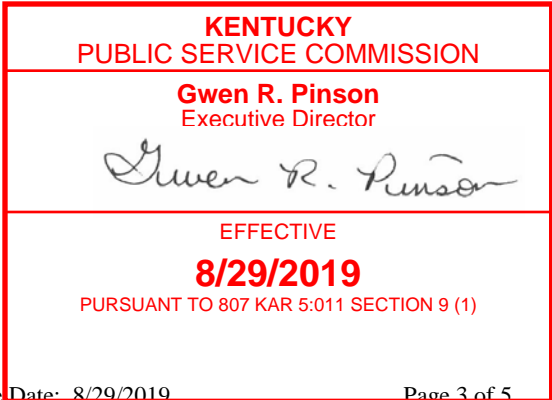 KENTUCKY
PUBLIC SERVICE COMMISSION
Gwen R. Pinson
Executive Director
Gwen R. Pinson
EFFECTIVE
8/29/2019
PURSUANT TO 807 KAR 5:011 SECTION 9 (1)
Date: 8/29/2019 Page 3 of 5